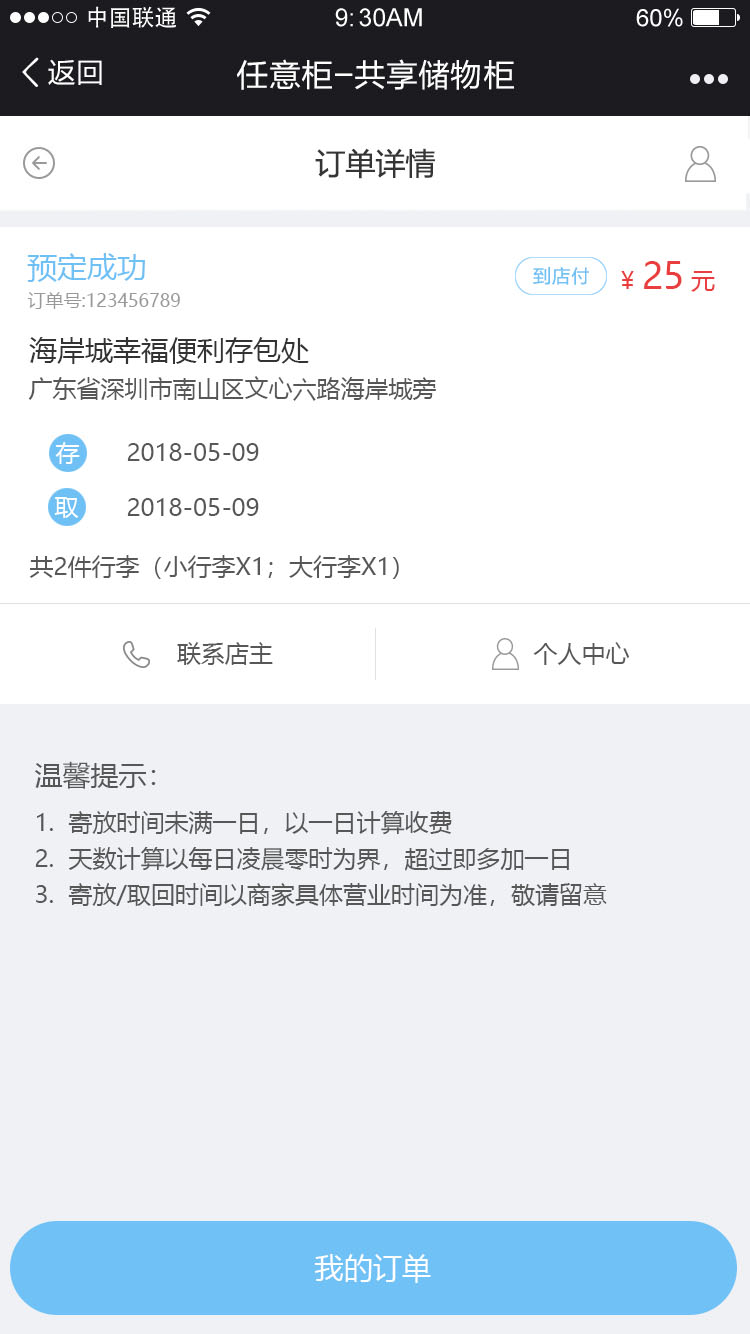 中国联通 9:30AM 60%
返回 任意柜-共享储物柜
订单详情
预定成功
到店付 ¥ 25 元
订单号:123456789
海岸城幸福便利存包处
广东省深圳市南山区文心六路海岸城旁
存 2018-05-09
取 2018-05-09
共2件行李（小行李X1；大行李X1）
联系店主 个人中心
温馨提示：
1. 寄放时间未满一日，以一日计算收费
2. 天数计算以每日凌晨零时为界，超过即多加一日
3. 寄放/取回时间以商家具体营业时间为准，敬请留意
我的订单